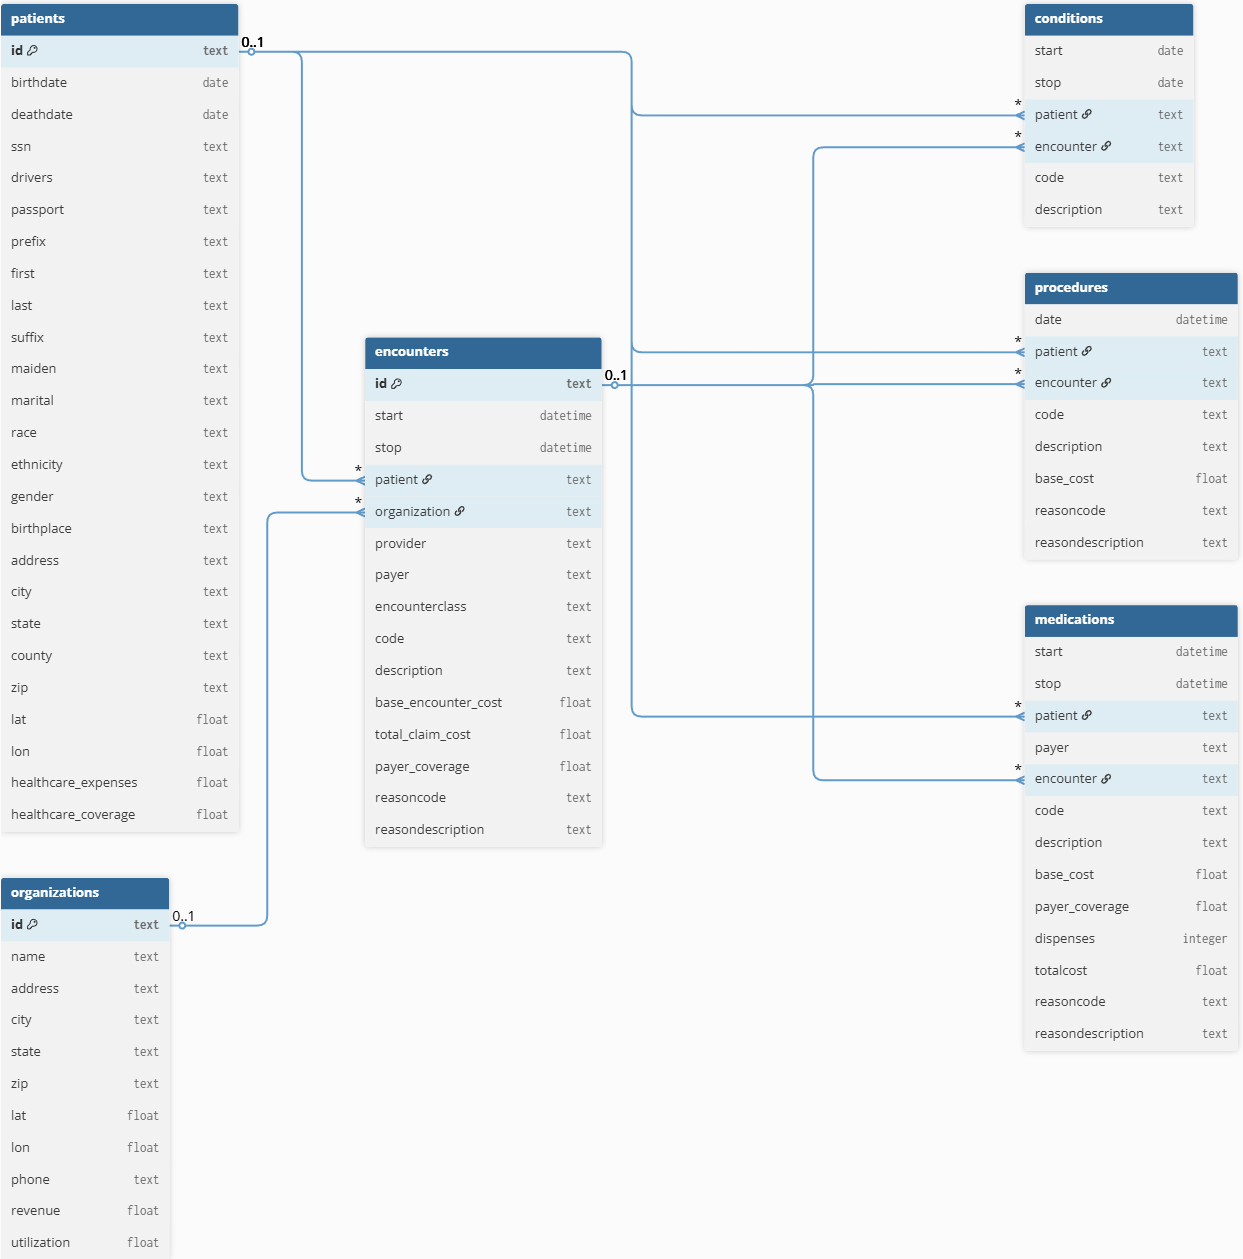 patients
id text
birthdate date
deathdate date
ssn text
drivers text
passport text
prefix text
first text
last text
suffix text
maiden text
marital text
race text
ethnicity text
gender text
birthplace text
address text
city text
state text
county text
zip text
lat float
lon float
healthcare_expenses float
healthcare_coverage float
0..1
organizations
id text
name text
address text
city text
state text
zip text
lat float
lon float
phone text
revenue float
utilization float
0..1
encounters
id text
start datetime
stop datetime
* patient text
* organization text
provider text
payer text
encounterclass text
code text
description text
base_encounter_cost float
total_claim_cost float
payer_coverage float
reasoncode text
reasondescription text
0..1
conditions
start date
stop date
* patient text
* encounter text
code text
description text
procedures
date datetime
* patient text
* encounter text
code text
description text
base_cost float
reasoncode text
reasondescription text
medications
start datetime
stop datetime
* patient text
payer text
* encounter text
code text
description text
base_cost float
payer_coverage float
dispenses integer
totalcost float
reasoncode text
reasondescription text